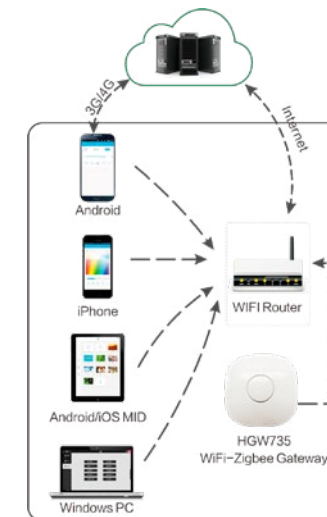 3G/4G
Internet
Android
iPhone
WIFI Router
Android/iOS MID
HGW735
WiFi-Zigbee Gateway
Windows PC